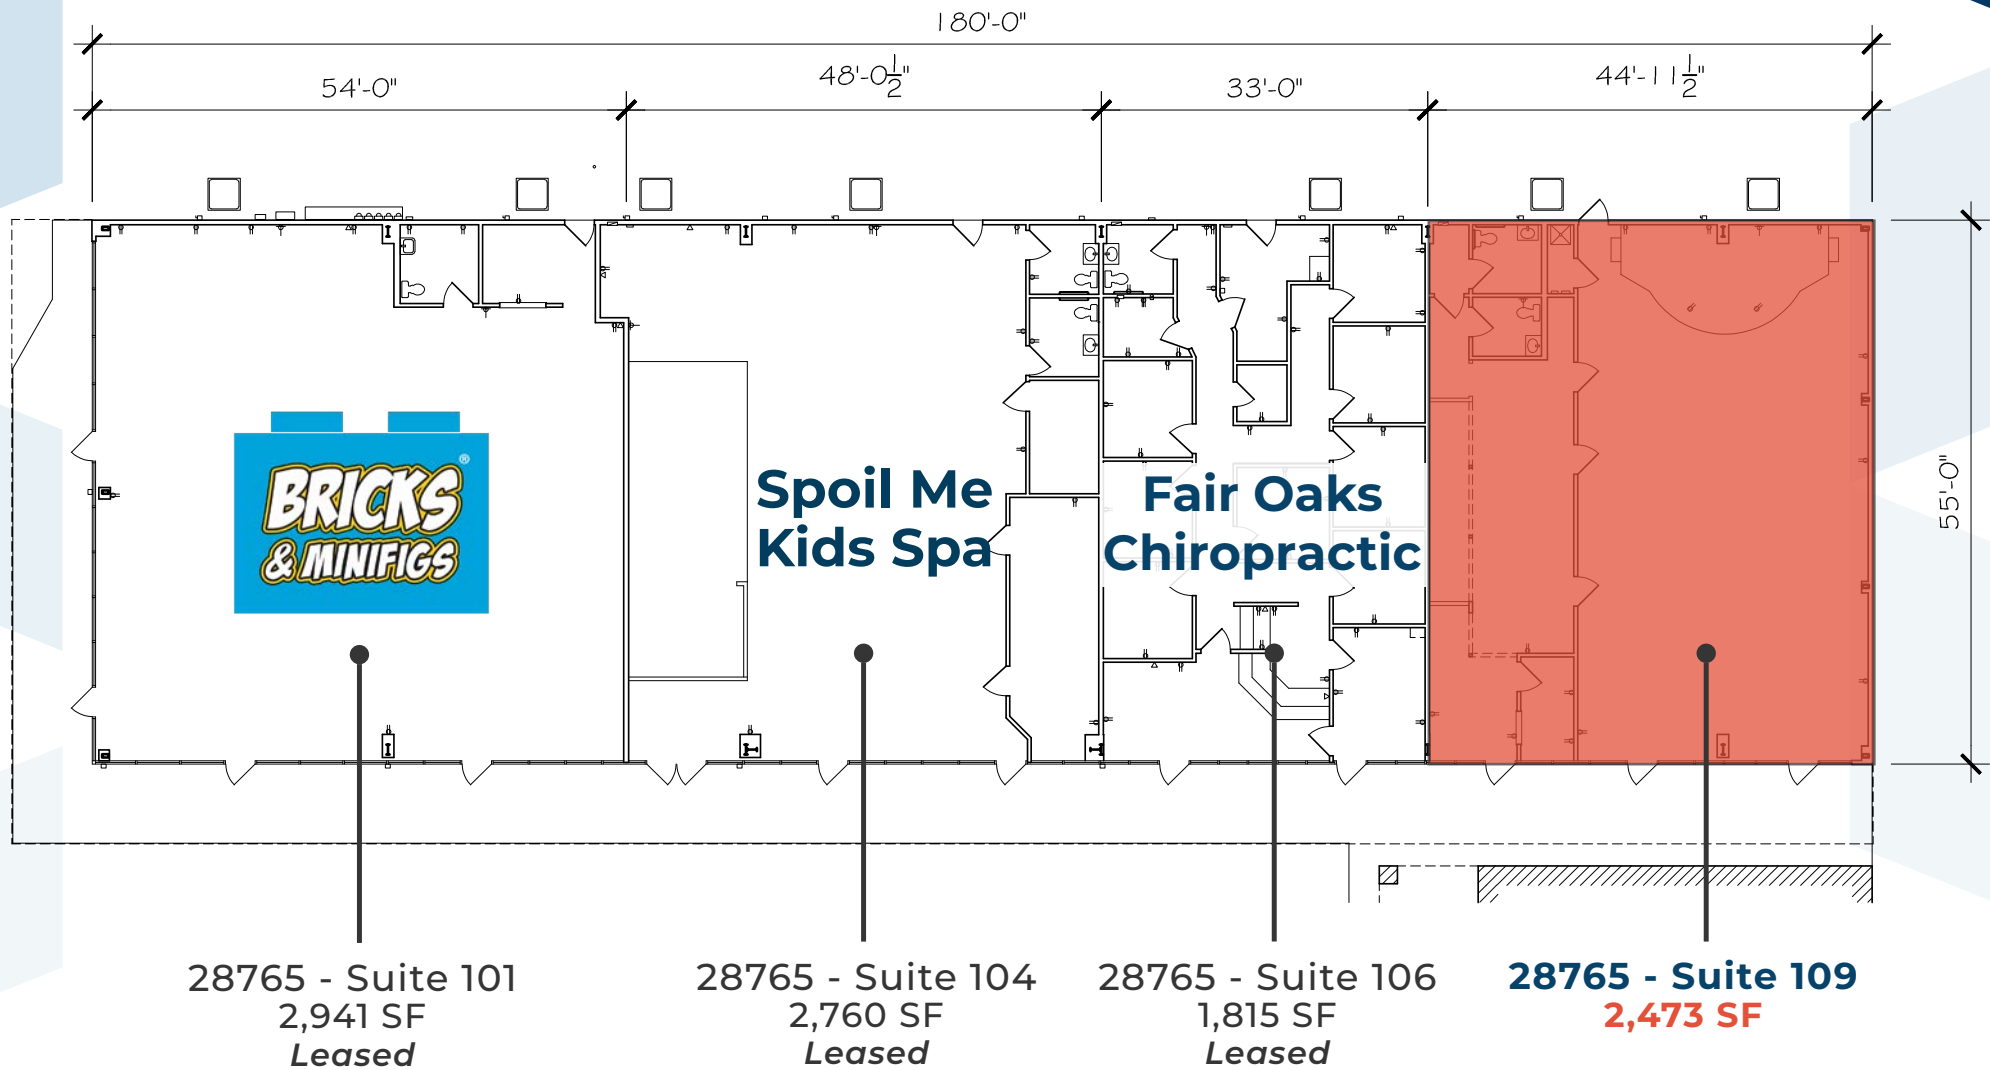 180'-0"
54'-0"
48'-0 1/2"
33'-0"
44'-11 1/2"
55'-0"
BRICKS®
& MINIFIGS
Spoil Me
Kids Spa
Fair Oaks
Chiropractic
28765 - Suite 101
2,941 SF
Leased
28765 - Suite 104
2,760 SF
Leased
28765 - Suite 106
1,815 SF
Leased
28765 - Suite 109
2,473 SF